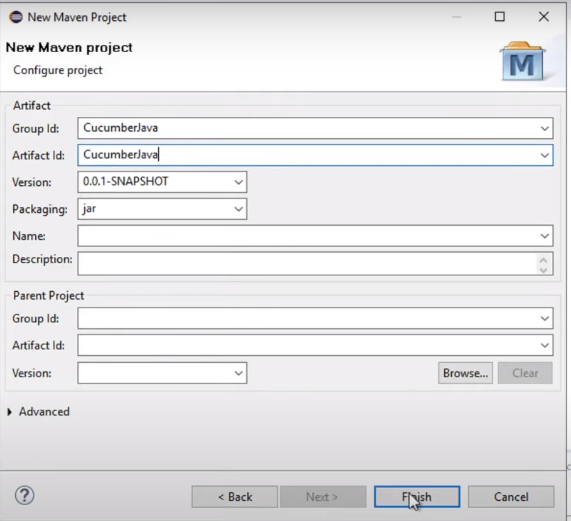 New Maven Project
New Maven project
Configure project
M
Artifact
Group Id: CucumberJava
Artifact Id: CucumberJava
Version: 0.0.1-SNAPSHOT
Packaging: jar
Name:
Description:
Parent Project
Group Id:
Artifact Id:
Version: Browse... Clear
Advanced
? < Back Next > Finish Cancel